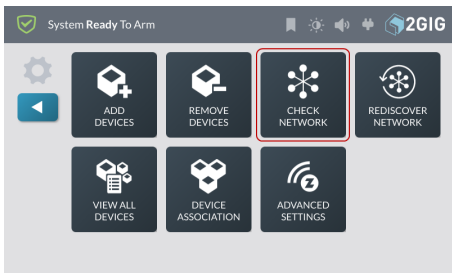 System Ready To Arm
2GIG
ADD
DEVICES
REMOVE
DEVICES
CHECK
NETWORK
REDISCOVER
NETWORK
VIEW ALL
DEVICES
DEVICE
ASSOCIATION
ADVANCED
SETTINGS